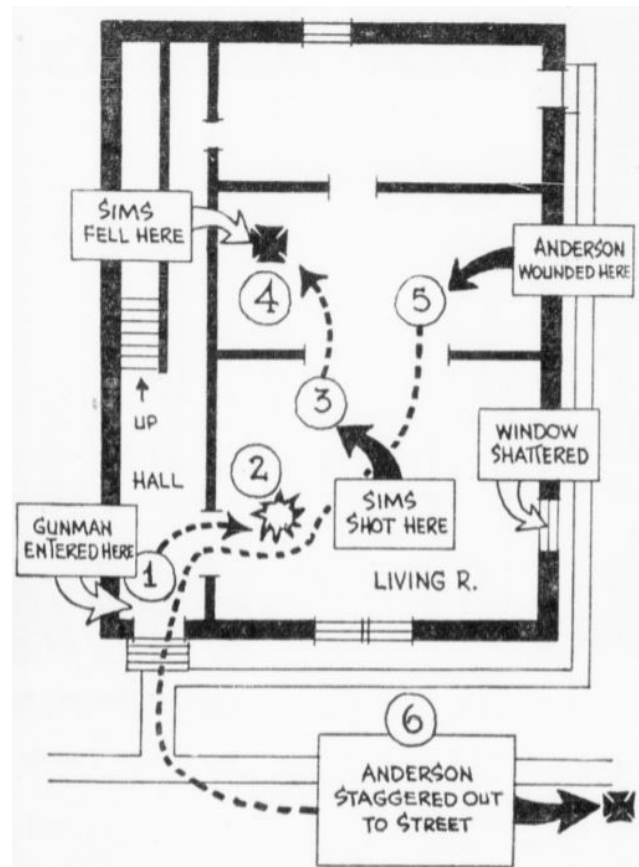 SIMS
FELL HERE
4
5
ANDERSON
WOUNDED HERE
3
UP
HALL
2
WINDOW
SHATTERED
SIMS
SHOT HERE
GUNMAN
ENTERED HERE
1
LIVING R.
6
ANDERSON
STAGGERED OUT
TO STREET